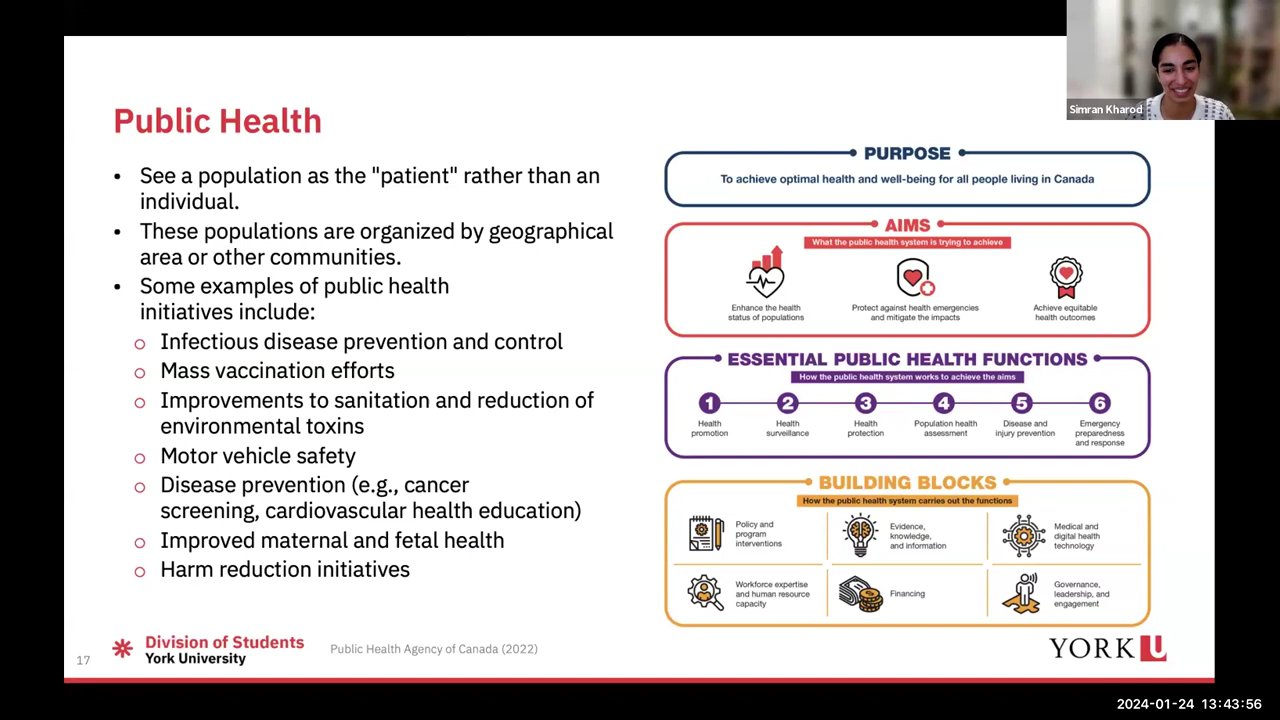 Simran Kharod
Public Health
• See a population as the "patient" rather than an
individual.
• These populations are organized by geographical
area or other communities.
• Some examples of public health
initiatives include:
o Infectious disease prevention and control
o Mass vaccination efforts
o Improvements to sanitation and reduction of
environmental toxins
o Motor vehicle safety
o Disease prevention (e.g., cancer
screening, cardiovascular health education)
o Improved maternal and fetal health
o Harm reduction initiatives
PURPOSE
To achieve optimal health and well-being for all people living in Canada
AIMS
What the public health system is trying to achieve
Enhance the health
status of populations
Protect against health emergencies
and mitigate the impacts
Achieve equitable
health outcomes
ESSENTIAL PUBLIC HEALTH FUNCTIONS
How the public health system works to achieve the aims
1
Health
promotion
2
Health
surveillance
3
Health
protection
4
Population health
assessment
5
Disease and
injury prevention
6
Emergency
preparedness
and response
BUILDING BLOCKS
How the public health system carries out the functions
Policy and
program
interventions
Evidence,
knowledge,
and information
Medical and
digital health
technology
Workforce expertise
and human resource
capacity
Financing
Governance,
leadership, and
engagement
17
Division of Students
York University
Public Health Agency of Canada (2022)
YORK U
2024-01-24 13:43:56